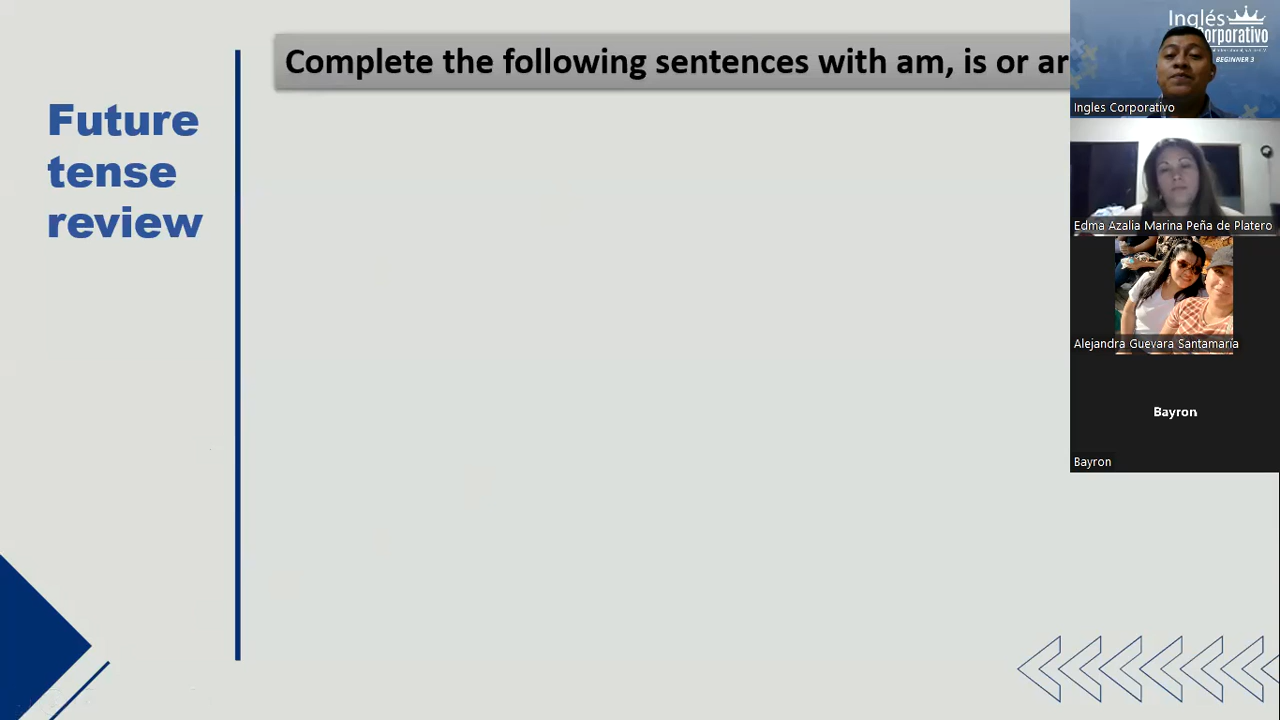 Complete the following sentences with am, is or ar
Future
tense
review
Inglés
Corporativo
BEGINNER 3
Ingles Corporativo
Edma Azalia Marina Peña de Platero
Alejandra Guevara Santamaría
Bayron
Bayron